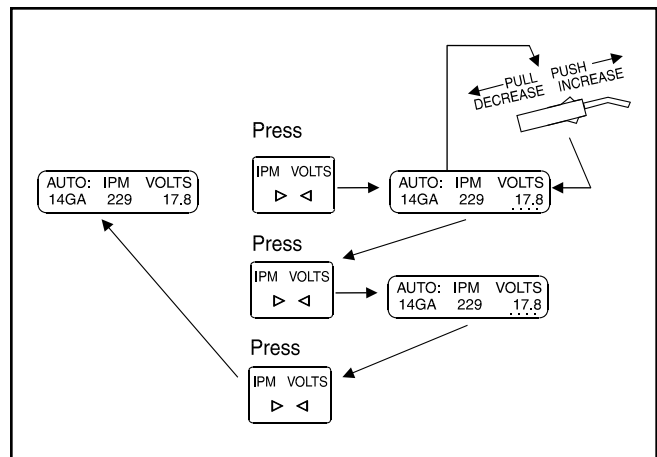 PULL PUSH
DECREASE INCREASE
Press
IPM VOLTS
AUTO: IPM VOLTS
14GA 229 17.8
AUTO: IPM VOLTS
14GA 229 17.8
Press
IPM VOLTS
AUTO: IPM VOLTS
14GA 229 17.8
Press
IPM VOLTS